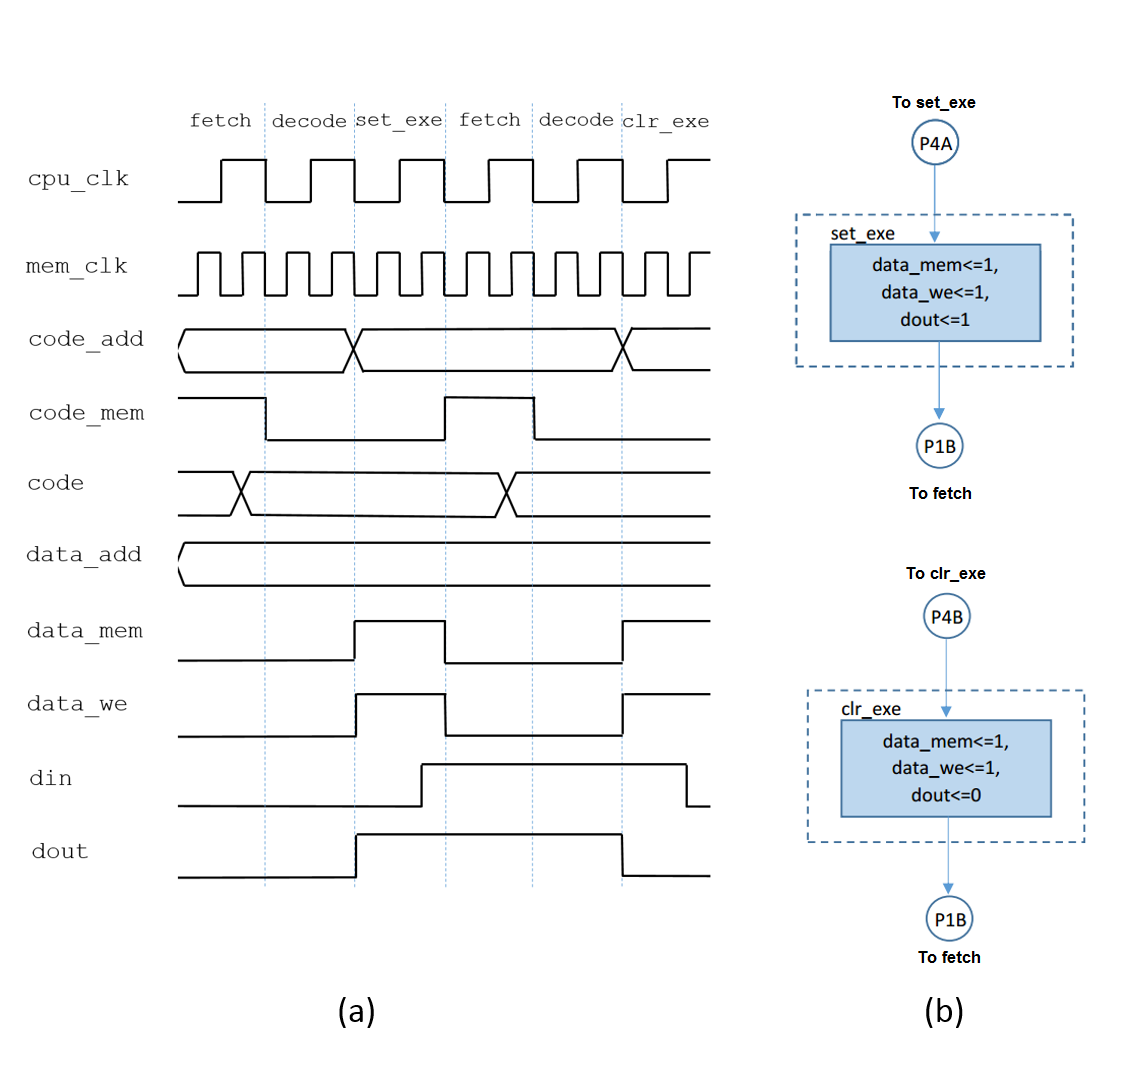 fetch decode set_exe fetch decode clr_exe
cpu_clk
mem_clk
code_add
code_mem
code
data_add
data_mem
data_we
din
dout
(a)
To set_exe
P4A
set_exe
data_mem<=1,
data_we<=1,
dout<=1
P1B
To fetch
To clr_exe
P4B
clr_exe
data_mem<=1,
data_we<=1,
dout<=0
P1B
To fetch
(b)